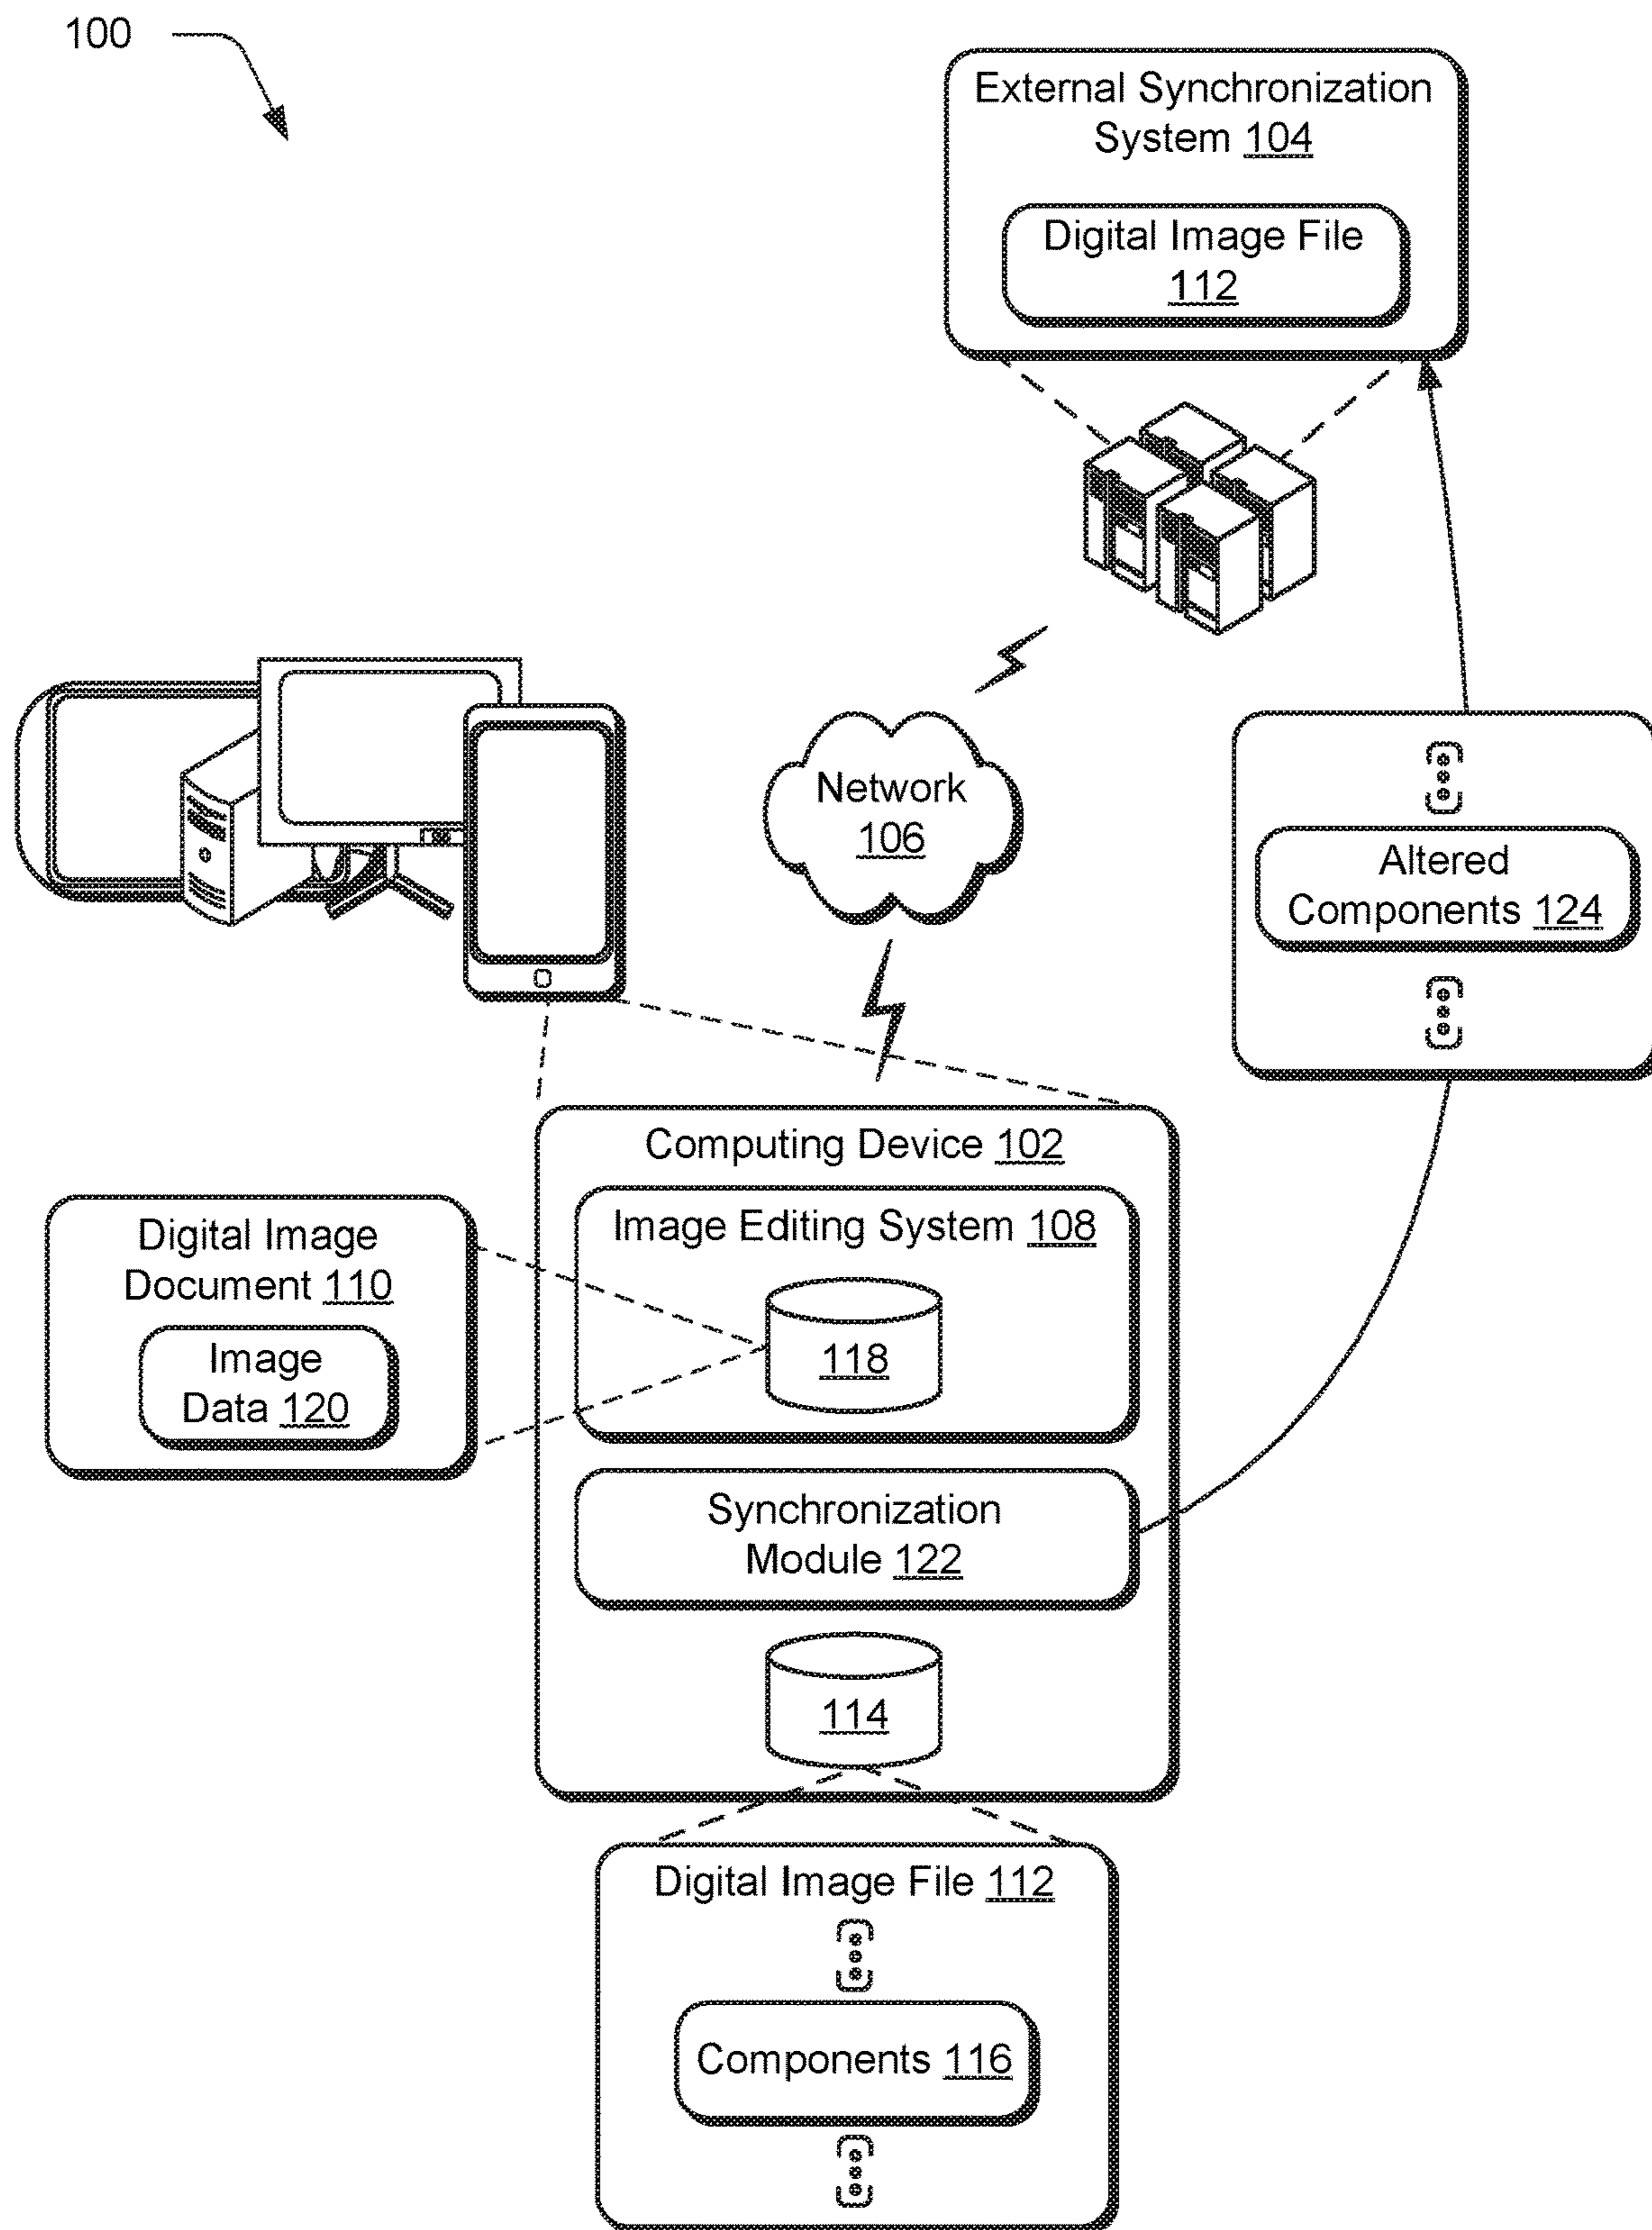 100
External Synchronization
System 104
Digital Image File
112
Network
106
Altered
Components 124
Computing Device 102
Image Editing System 108
118
Digital Image
Document 110
Image
Data 120
Synchronization
Module 122
114
Digital Image File 112
Components 116